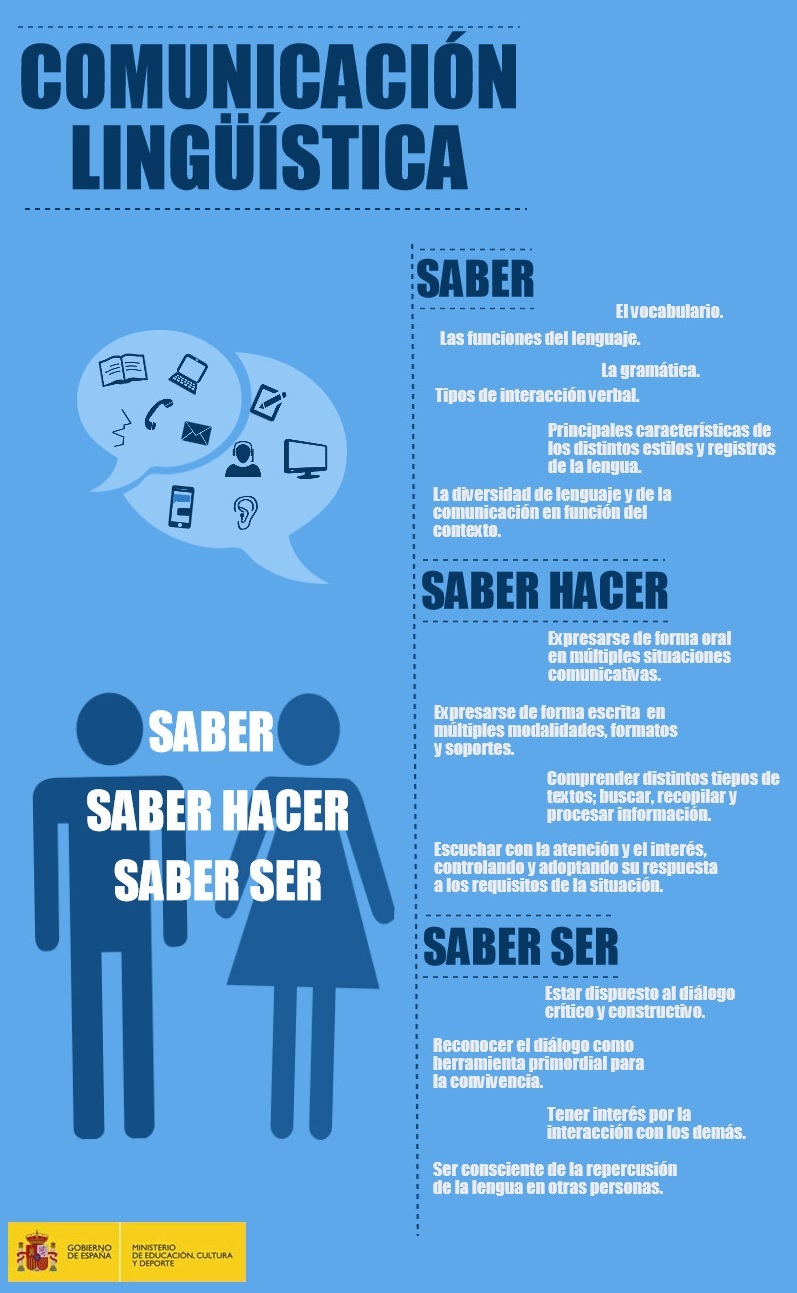 COMUNICACIÓN
LINGÜÍSTICA
SABER
El vocabulario.
Las funciones del lenguaje.
La gramática.
Tipos de interacción verbal.
Principales características de
los distintos estilos y registros
de la lengua.
La diversidad de lenguaje y de la
comunicación en función del
contexto.
SABER HACER
Expresarse de forma oral
en múltiples situaciones
comunicativas.
Expresarse de forma escrita en
múltiples modalidades, formatos
y soportes.
Comprender distintos tiepos de
textos; buscar, recopilar y
procesar información.
Escuchar con la atención y el interés,
controlando y adoptando su respuesta
a los requisitos de la situación.
SABER SER
Estar dispuesto al diálogo
crítico y constructivo.
Reconocer el diálogo como
herramienta primordial para
la convivencia.
Tener interés por la
interacción con los demás.
Ser consciente de la repercusión
de la lengua en otras personas.
SABER
SABER HACER
SABER SER
GOBIERNO
DE ESPAÑA
MINISTERIO
DE EDUCACIÓN, CULTURA
Y DEPORTE